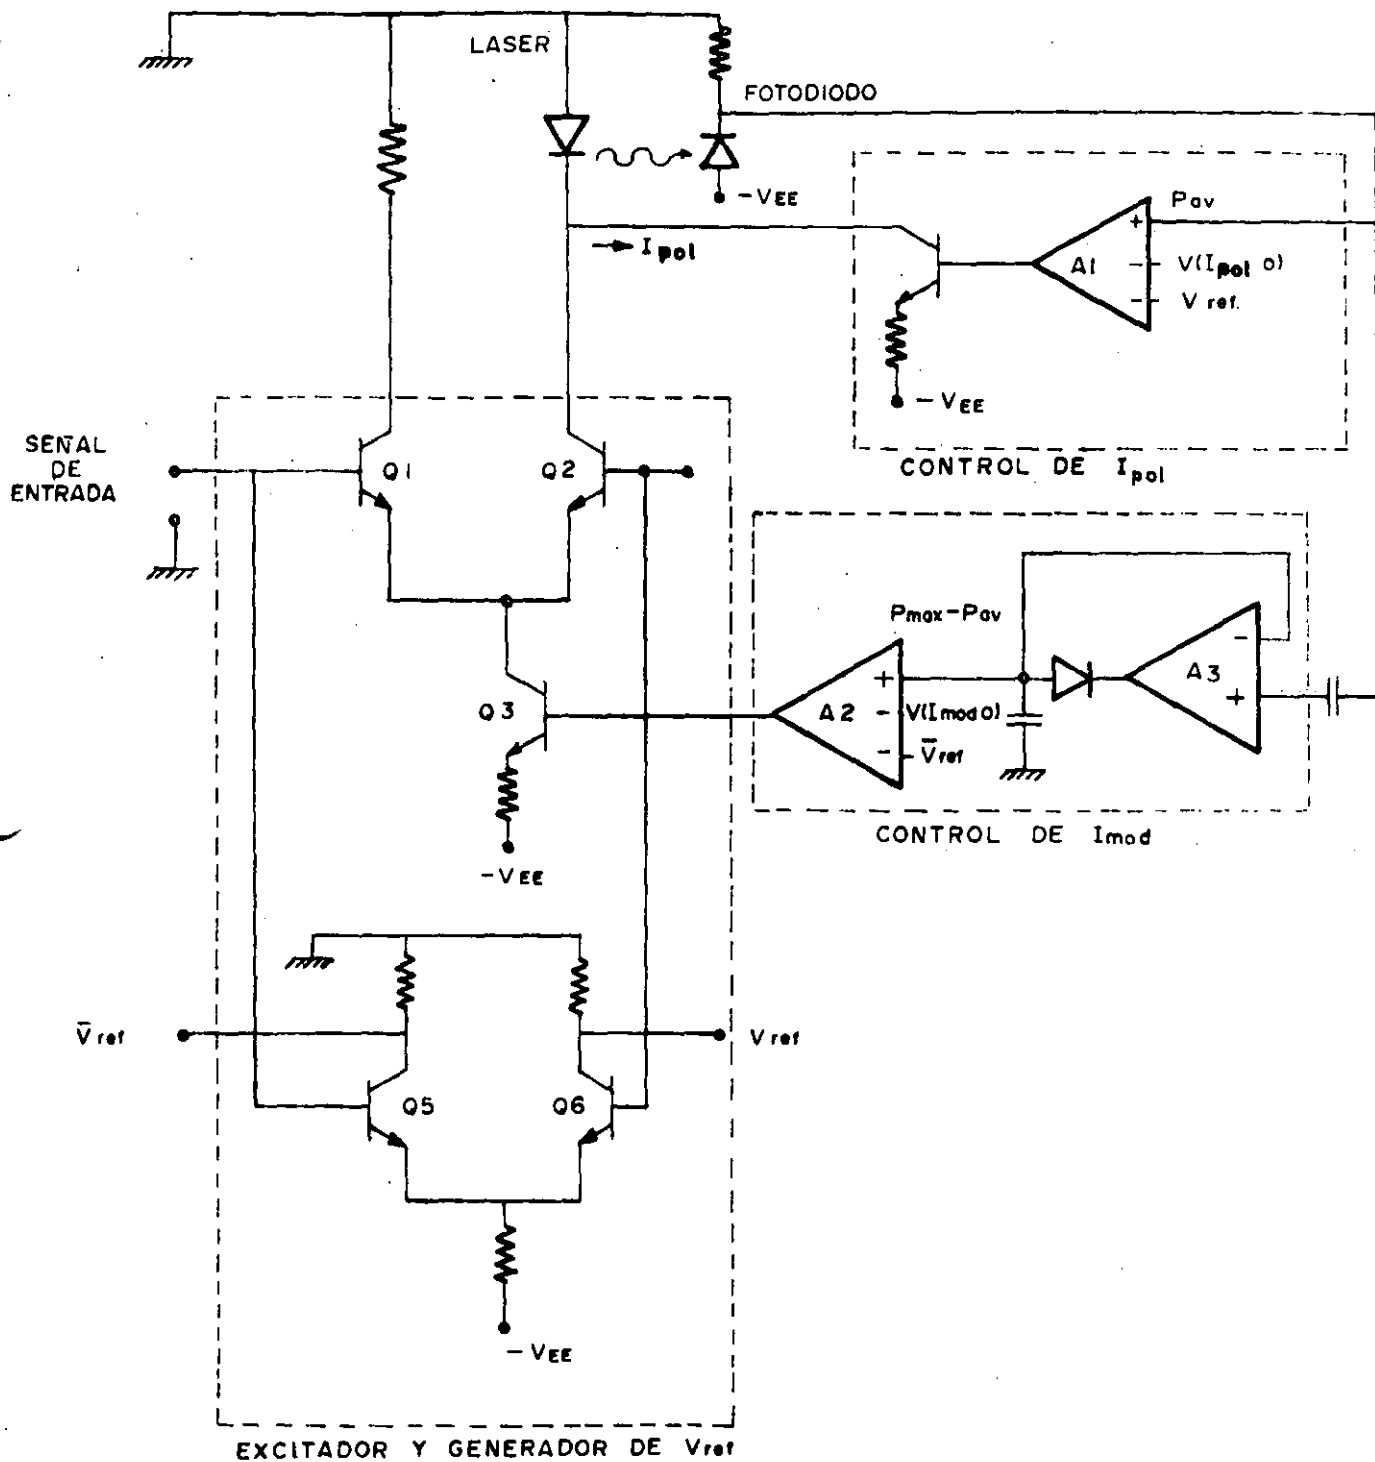 LASER
FOTODIODO
-VEE
Pav
+
A1
- V(Ipol 0)
- V ref.
Ipol
-VEE
CONTROL DE Ipol
SEÑAL
DE
ENTRADA
Q1
Q2
Pmax-Pav
+
A2
- V(Imod 0)
- V̄ref
-
A3
+
Q3
CONTROL DE Imod
-VEE
V̄ref
Vref
Q5
Q6
-VEE
EXCITADOR Y GENERADOR DE Vref